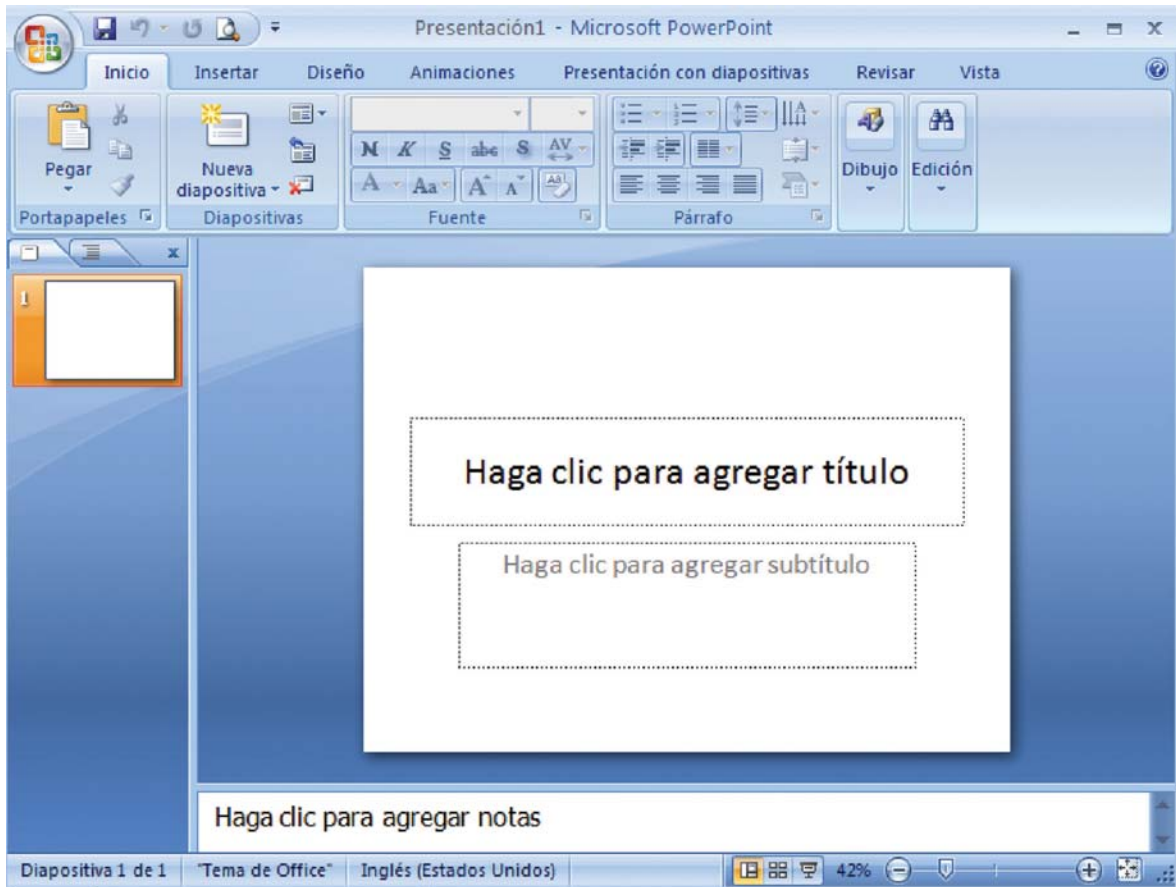 Presentación1 - Microsoft PowerPoint
Inicio Insertar Diseño Animaciones Presentación con diapositivas Revisar Vista
Pegar
Portapapeles
Nueva
diapositiva
Diapositivas
N K S abc S AV
A Aa A A
Fuente
Párrafo
Dibujo Edición
1
Haga clic para agregar título
Haga clic para agregar subtítulo
Haga clic para agregar notas
Diapositiva 1 de 1 "Tema de Office" Inglés (Estados Unidos) 42%